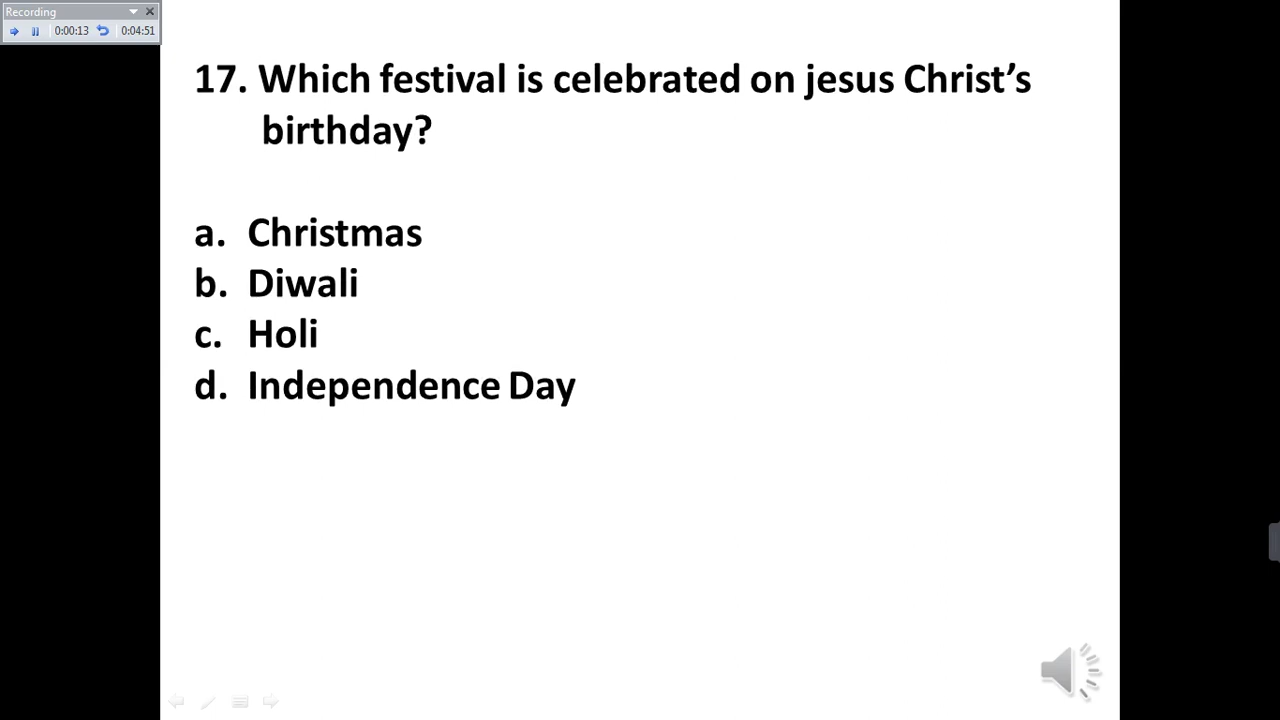 Recording
0:00:13 0:04:51
17. Which festival is celebrated on jesus Christ’s
birthday?
a. Christmas
b. Diwali
c. Holi
d. Independence Day